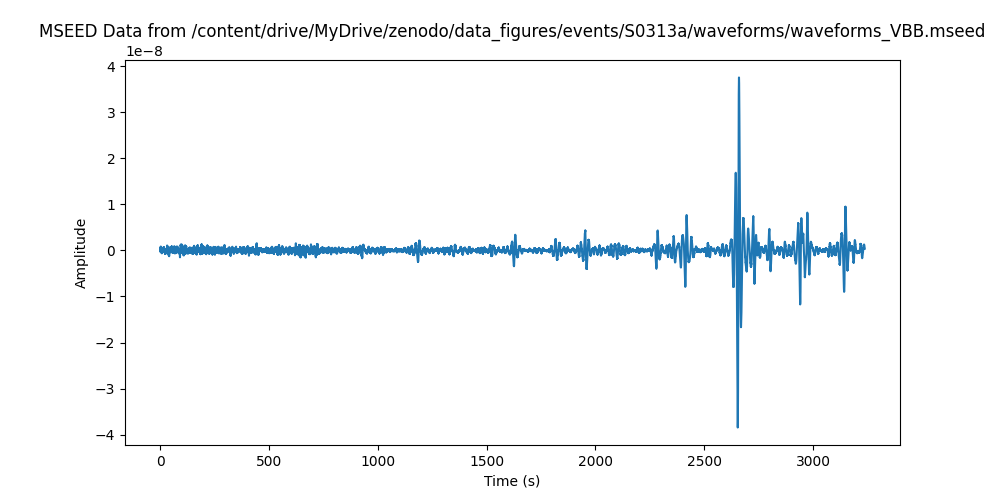 MSEED Data from /content/drive/MyDrive/zenodo/data_figures/events/S0313a/waveforms/waveforms_VBB.mseed
1e−8
4
3
2
1
0
−1
−2
−3
−4
Amplitude
0 500 1000 1500 2000 2500 3000
Time (s)